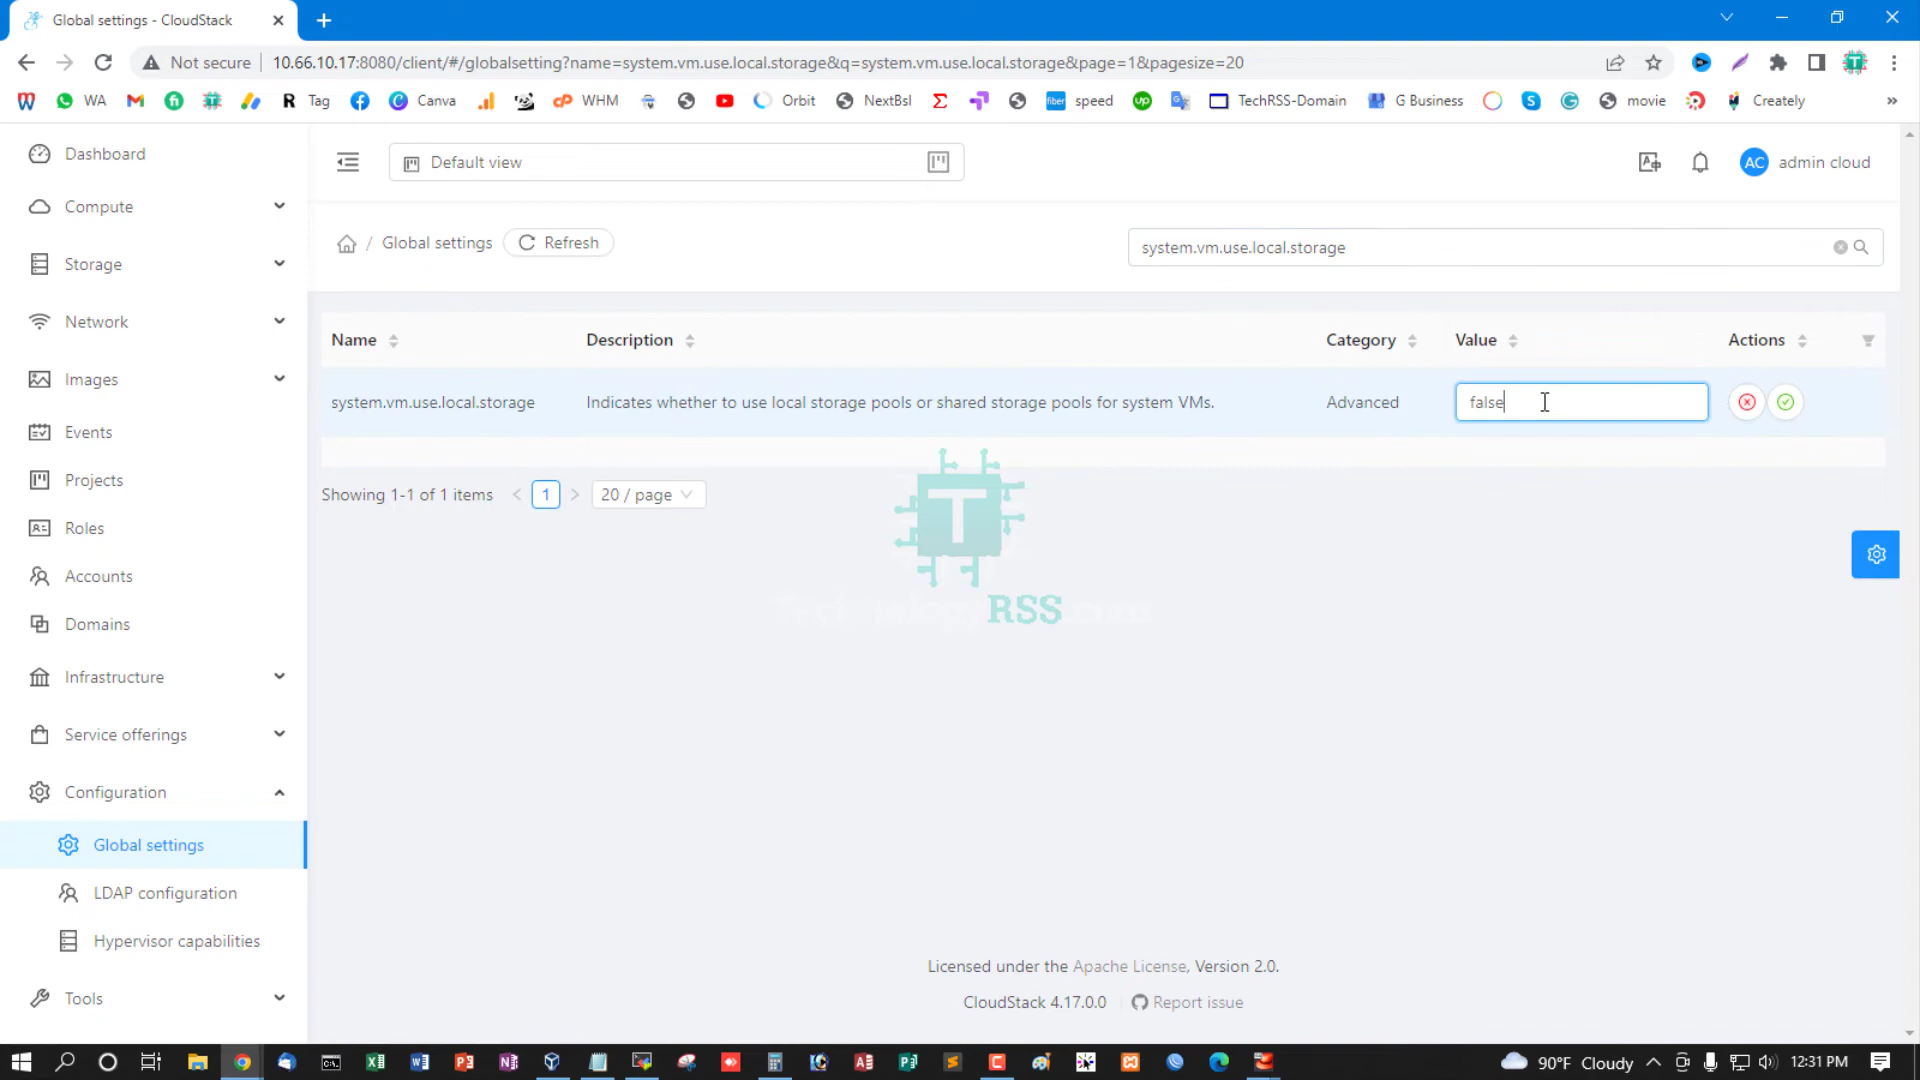 Global settings - CloudStack
Not secure
10.66.10.17:8080/client/#/globalsetting?name=system.vm.use.local.storage&q=system.vm.use.local.storage&page=1&pagesize=20
WA
Tag
Canva
WHM
Orbit
NextBsl
speed
TechRSS-Domain
G Business
movie
Creately
Dashboard
Compute
Storage
Network
Images
Events
Projects
Roles
Accounts
Domains
Infrastructure
Service offerings
Configuration
Global settings
LDAP configuration
Hypervisor capabilities
Tools
Default view
AC admin cloud
/ Global settings
Refresh
system.vm.use.local.storage
Name Description Category Value Actions
system.vm.use.local.storage Indicates whether to use local storage pools or shared storage pools for system VMs. Advanced false
Showing 1-1 of 1 items < 1 > 20 / page
T
TechnologyRSS.com
Licensed under the Apache License, Version 2.0.
CloudStack 4.17.0.0 Report issue
90°F Cloudy
12:31 PM